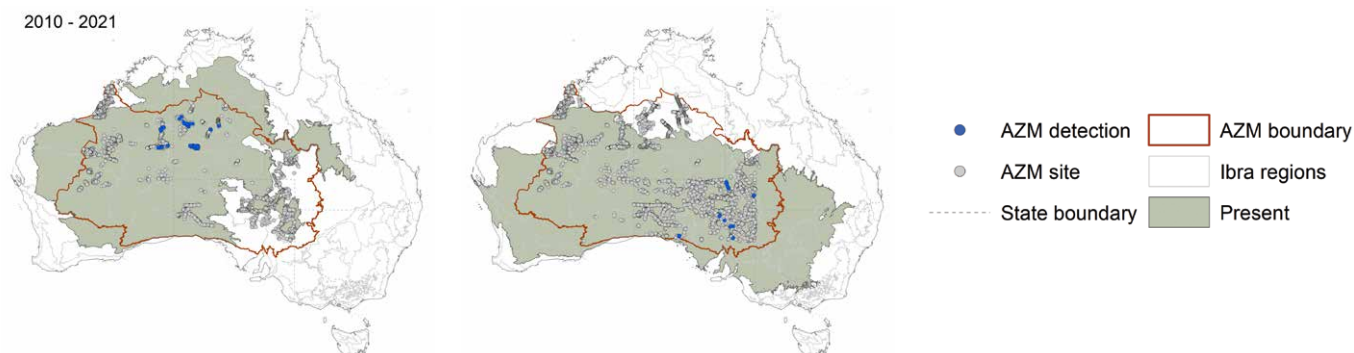 2010 - 2021
AZM detection
AZM boundary
AZM site
Ibra regions
State boundary
Present